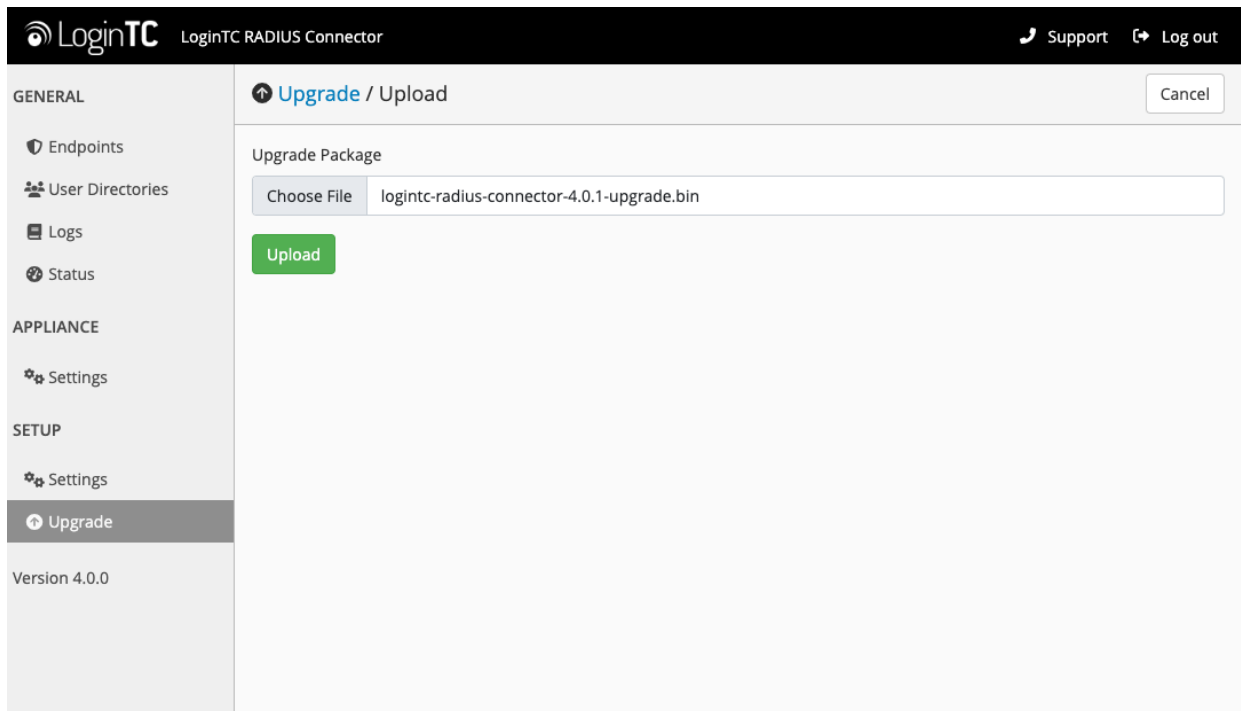 LoginTC LoginTC RADIUS Connector Support Log out
GENERAL
Endpoints
User Directories
Logs
Status
APPLIANCE
Settings
SETUP
Settings
Upgrade
Version 4.0.0
Upgrade / Upload Cancel
Upgrade Package
Choose File logintc-radius-connector-4.0.1-upgrade.bin
Upload